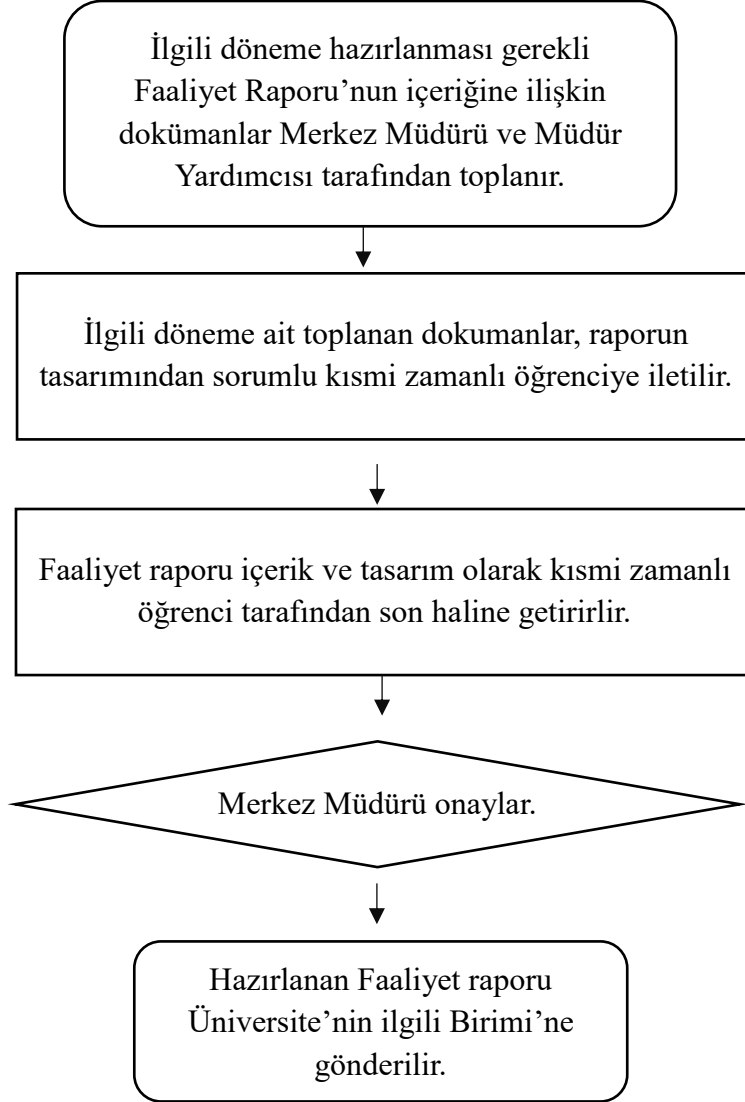 İlgili döneme hazırlanması gerekli
Faaliyet Raporu’nun içeriğine ilişkin
dokümanlar Merkez Müdürü ve Müdür
Yardımcısı tarafından toplanır.
İlgili döneme ait toplanan dokumanlar, raporun
tasarımından sorumlu kısmi zamanlı öğrenciye iletilir.
Faaliyet raporu içerik ve tasarım olarak kısmi zamanlı
öğrenci tarafından son haline getirirlir.
Merkez Müdürü onaylar.
Hazırlanan Faaliyet raporu
Üniversite’nin ilgili Birimi’ne
gönderilir.